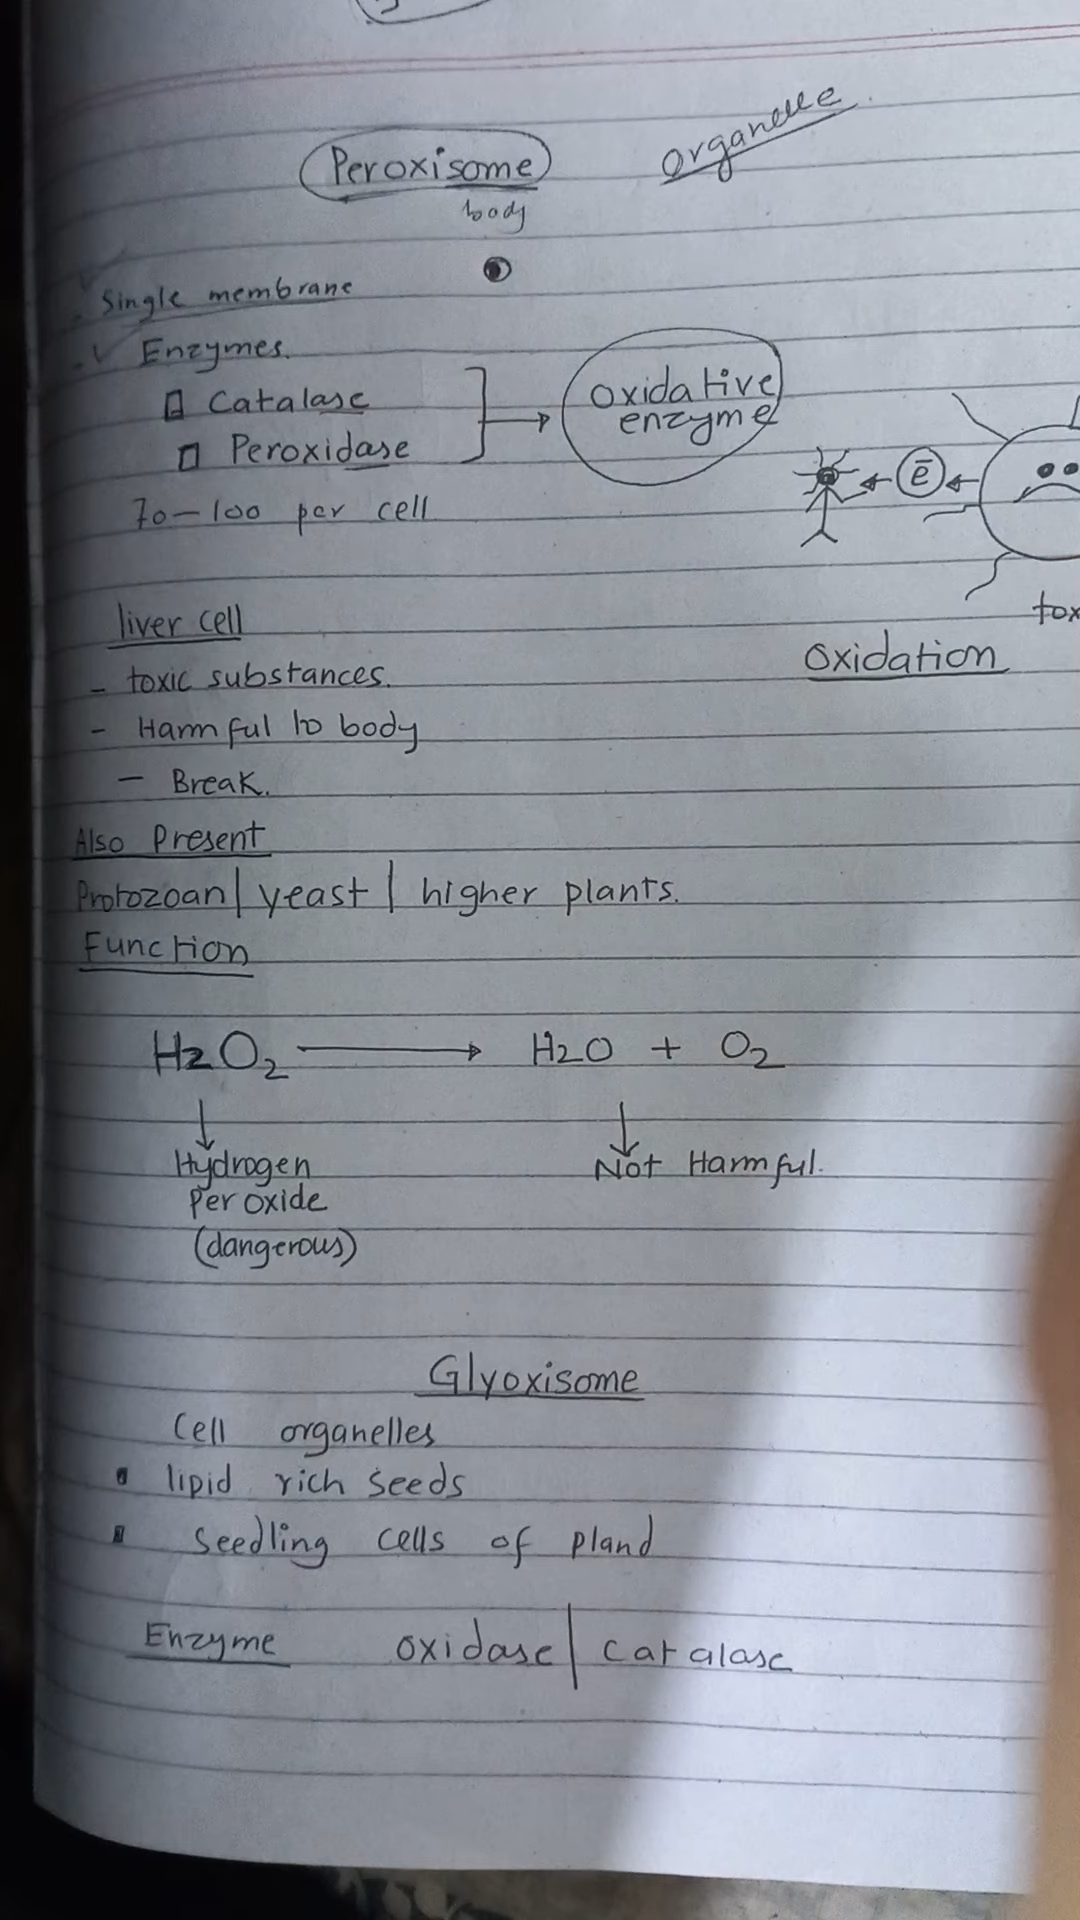 Peroxisome
organelle
body
Single membrane
Enzymes.
Catalase
Peroxidase
oxidative
enzyme
ē
70-100 per cell
liver cell
tox
- toxic substances.
oxidation
- Harmful to body
- Break.
Also Present
Protozoan | yeast | higher plants.
Function
H2O2 → H2O + O2
↓ ↓
Hydrogen Not Harmful.
Peroxide
(dangerous)
Glyoxisome
Cell organelles
lipid rich seeds
seedling cells of pland
Enzyme oxidase | catalase